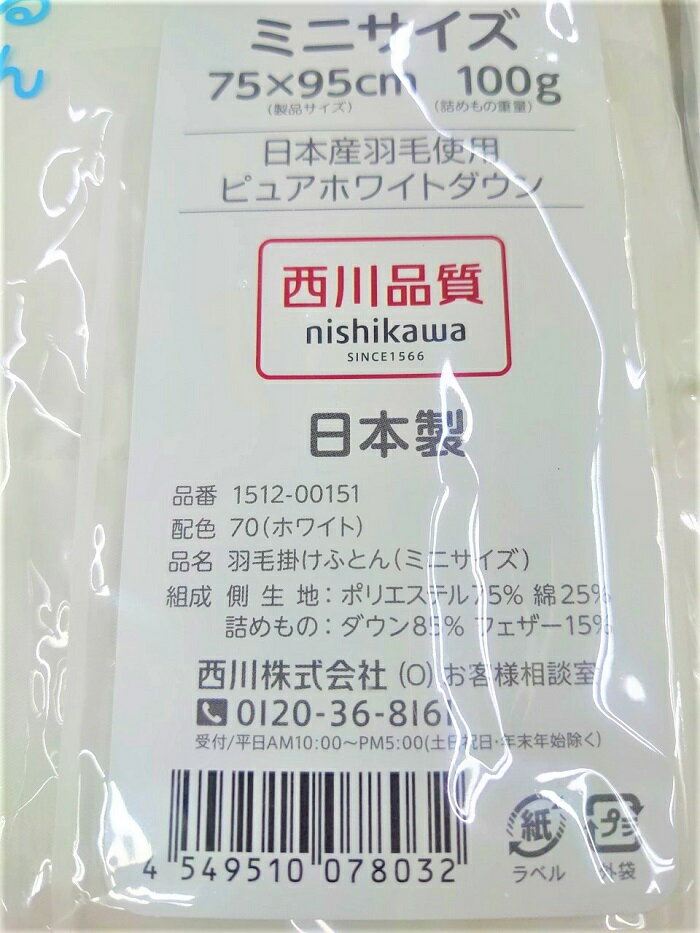 るん
ミニサイズ
75×95cm 100g
(製品サイズ) (詰めもの重量)
日本産羽毛使用
ピュアホワイトダウン
西川品質
nishikawa
SINCE1566
日本製
品番 1512-00151
配色 70(ホワイト)
品名 羽毛掛けふとん(ミニサイズ)
組成 側生地:ポリエステル75% 綿25%
詰めもの:ダウン85% フェザー15%
西川株式会社 (O)お客様相談室
0120-36-8161
受付/平日AM10:00~PM5:00(土日祝日・年末年始除く)
4 549510 078032
紙 プラ
ラベル 外袋